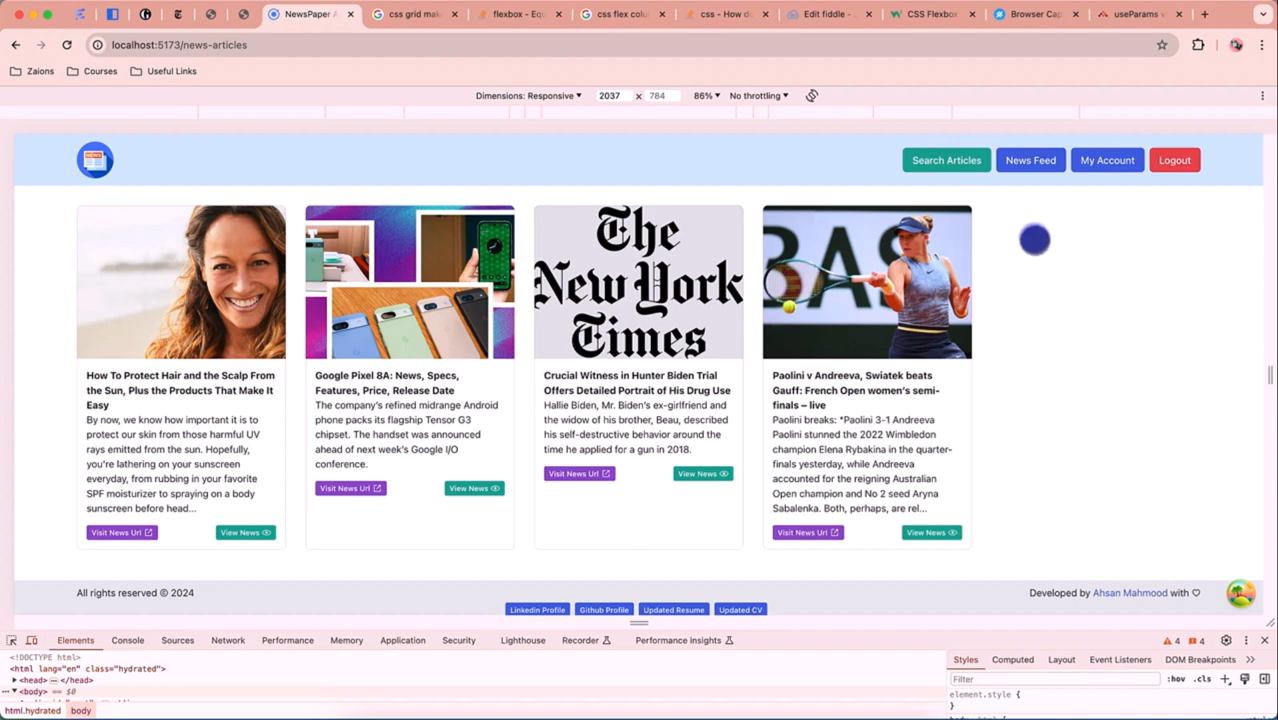 NewsPaper A
css grid mak
flexbox - Equ
css flex colu
css - How do
Edit fiddle -
CSS Flexbox
Browser Cap
useParams v
localhost:5173/news-articles
Zaions
Courses
Useful Links
Dimensions: Responsive
2037 × 784
86%
No throttling
NEWS
Search Articles
News Feed
My Account
Logout
The
New York
Times
BAS
How To Protect Hair and the Scalp From
the Sun, Plus the Products That Make It
Easy
By now, we know how important it is to
protect our skin from those harmful UV
rays emitted from the sun. Hopefully,
you're lathering on your sunscreen
everyday, from rubbing in your favorite
SPF moisturizer to spraying on a body
sunscreen before head...
Visit News Url
View News
Google Pixel 8A: News, Specs,
Features, Price, Release Date
The company's refined midrange Android
phone packs its flagship Tensor G3
chipset. The handset was announced
ahead of next week's Google I/O
conference.
Visit News Url
View News
Crucial Witness in Hunter Biden Trial
Offers Detailed Portrait of His Drug Use
Hallie Biden, Mr. Biden's ex-girlfriend and
the widow of his brother, Beau, described
his self-destructive behavior around the
time he applied for a gun in 2018.
Visit News Url
View News
Paolini v Andreeva, Swiatek beats
Gauff: French Open women's semi-
finals – live
Paolini breaks: *Paolini 3-1 Andreeva
Paolini stunned the 2022 Wimbledon
champion Elena Rybakina in the quarter-
finals yesterday, while Andreeva
accounted for the reigning Australian
Open champion and No 2 seed Aryna
Sabalenka. Both, perhaps, are rel...
Visit News Url
View News
All rights reserved © 2024
Developed by Ahsan Mahmood with ♡
Linkedin Profile
Github Profile
Updated Resume
Updated CV
Elements
Console
Sources
Network
Performance
Memory
Application
Security
Lighthouse
Recorder
Performance insights
4
4
<!DOCTYPE html>
<html lang="en" class="hydrated">
<head> … </head>
<body> == $0
html.hydrated
body
Styles
Computed
Layout
Event Listeners
DOM Breakpoints
Filter
:hov
.cls
element.style {
}